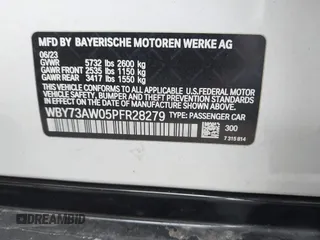 MFD BY BAYERISCHE MOTOREN WERKE AG
06/23
GVWR 5732 lbs 2600 kg
GAWR FRONT 2535 lbs 1150 kg
GAWR REAR 3417 lbs 1550 kg
THIS VEHICLE CONFORMS TO ALL APPLICABLE U.S. FEDERAL MOTOR
VEHICLE SAFETY, BUMPER AND THEFT PREVENTION STANDARDS
IN EFFECT ON THE DATE OF MANUFACTURE SHOWN ABOVE.
WBY73AW05PFR28279 TYPE: PASSENGER CAR
300
7 315 614
DREAMBID